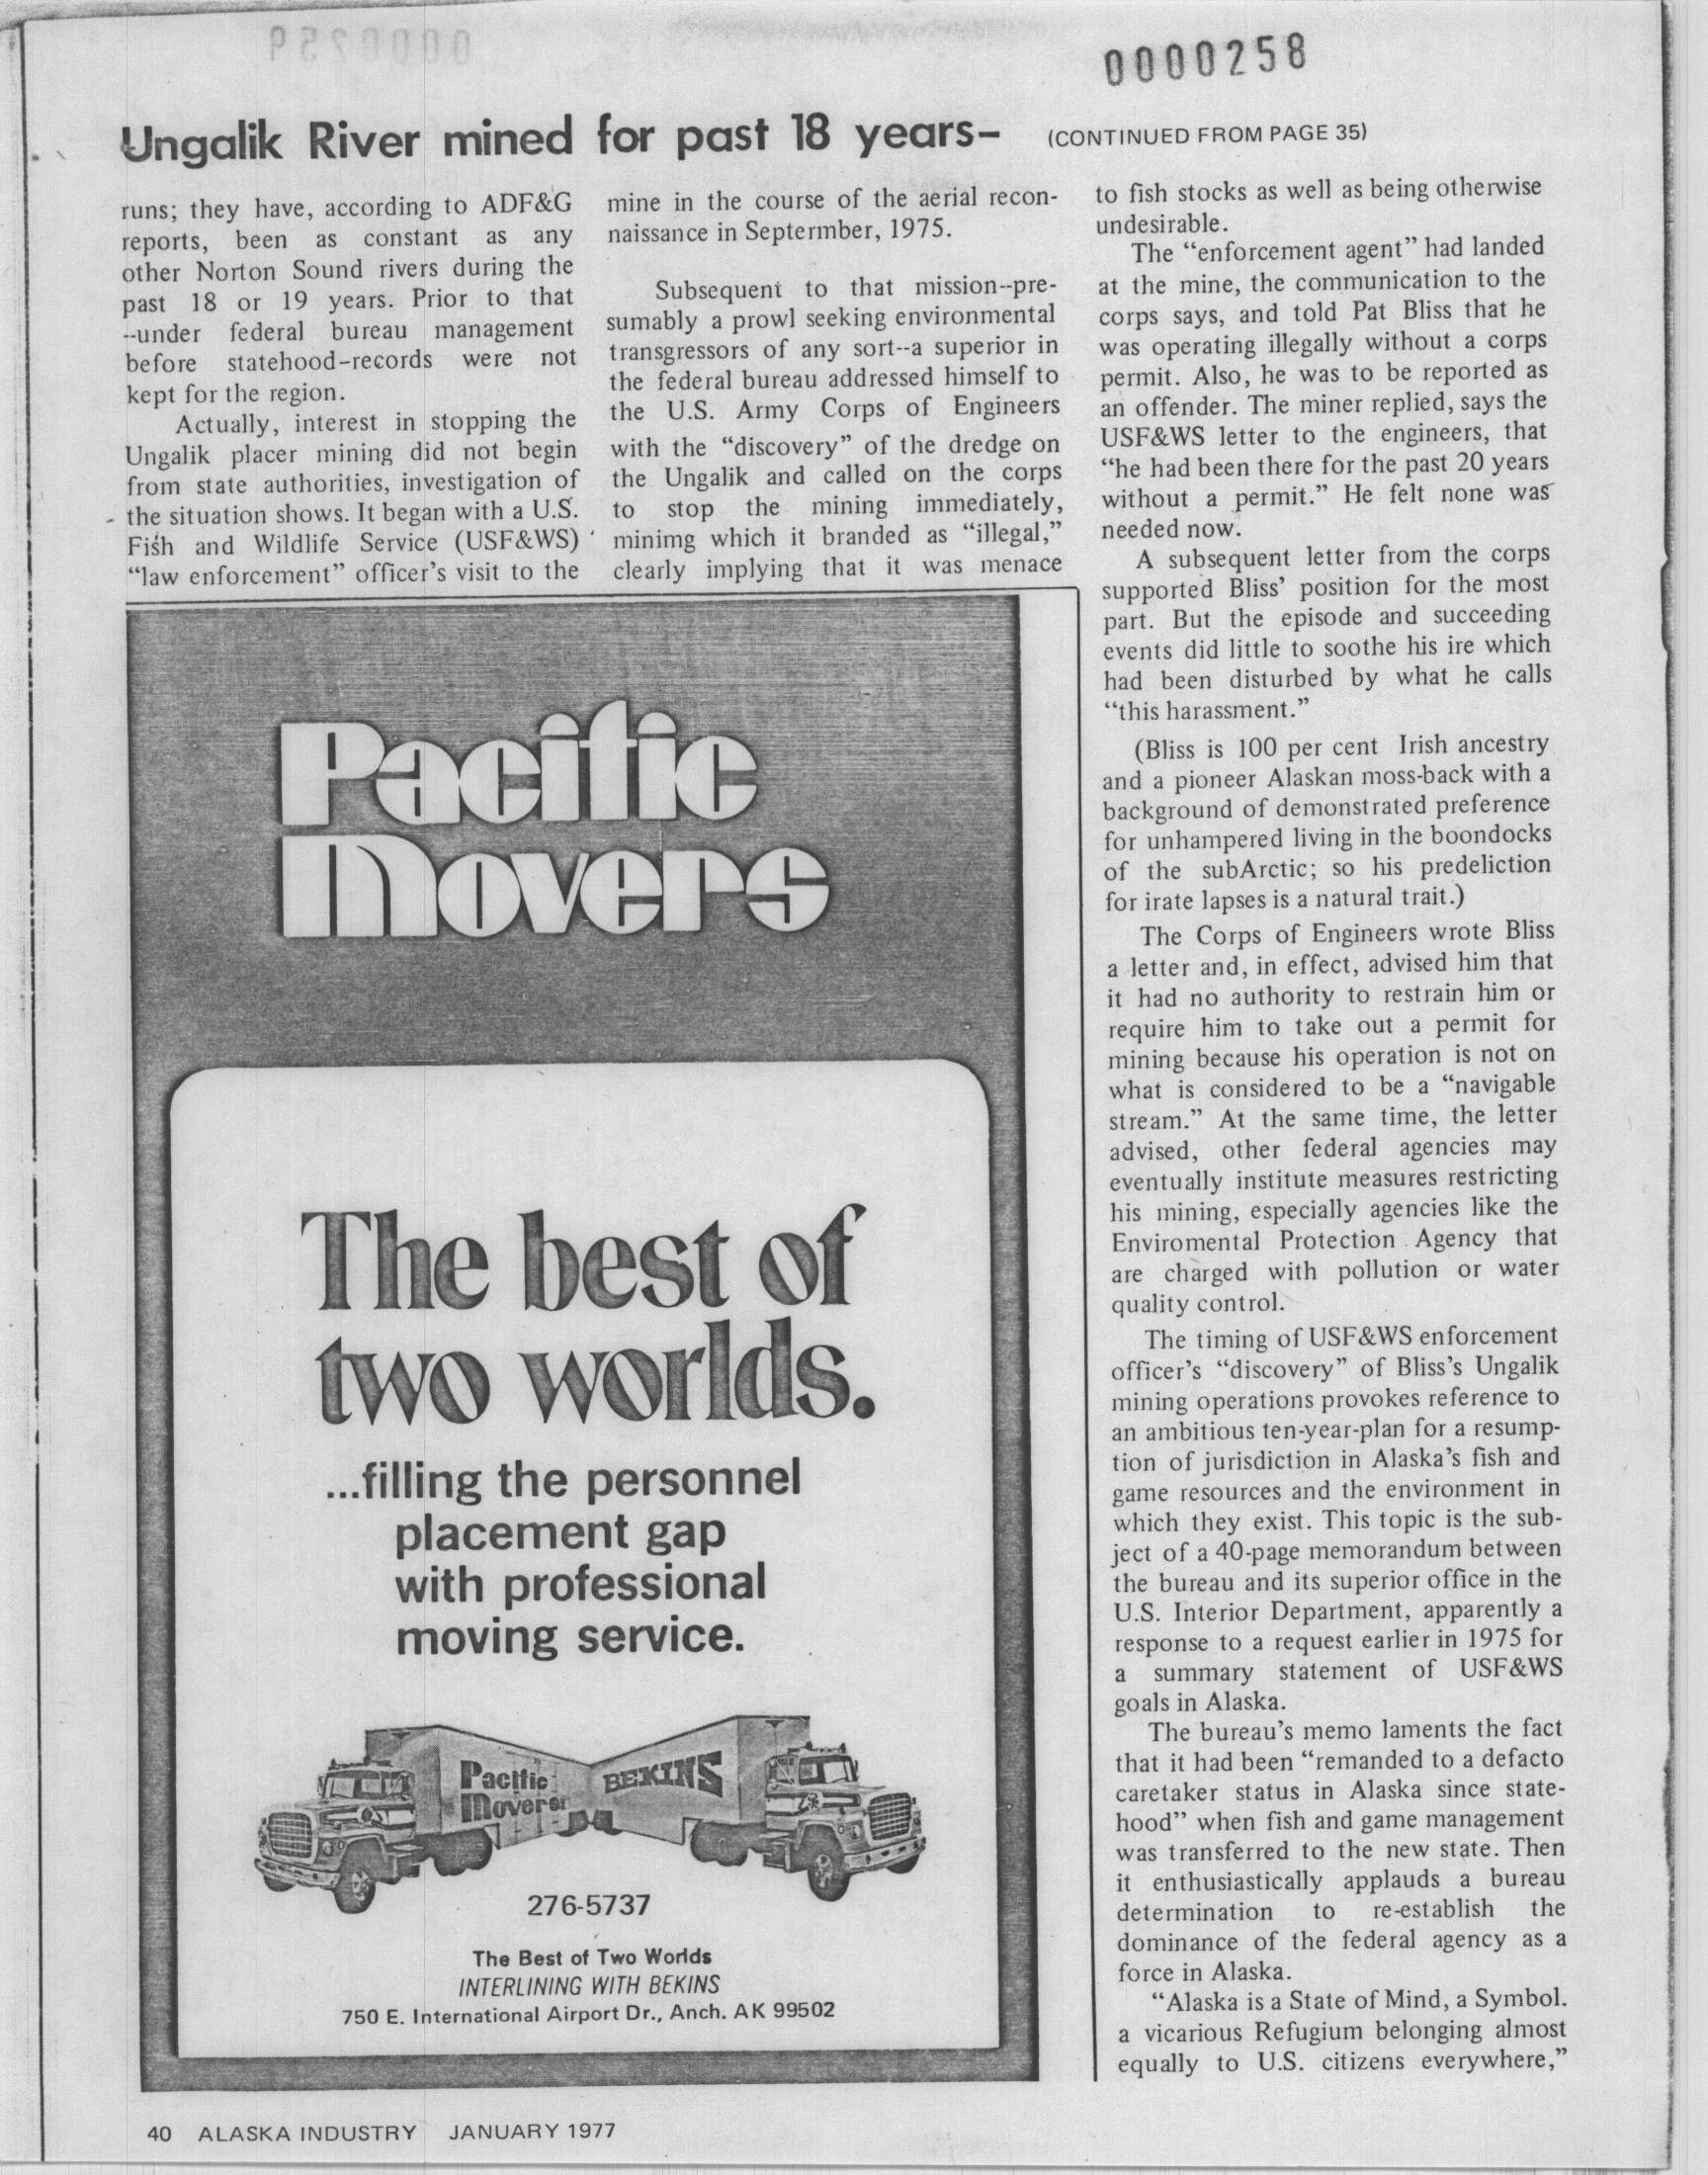 0000259
0000258
Ungalik River mined for past 18 years-
(CONTINUED FROM PAGE 35)
runs; they have, according to ADF&G
reports, been as constant as any
other Norton Sound rivers during the
past 18 or 19 years. Prior to that
--under federal bureau management
before statehood-records were not
kept for the region.
Actually, interest in stopping the
Ungalik placer mining did not begin
from state authorities, investigation of
the situation shows. It began with a U.S.
Fish and Wildlife Service (USF&WS)
“law enforcement” officer's visit to the
mine in the course of the aerial recon-
naissance in Septermber, 1975.
Subsequent to that mission--pre-
sumably a prowl seeking environmental
transgressors of any sort--a superior in
the federal bureau addressed himself to
the U.S. Army Corps of Engineers
with the “discovery” of the dredge on
the Ungalik and called on the corps
to stop the mining immediately,
minimg which it branded as “illegal,”
clearly implying that it was menace
to fish stocks as well as being otherwise
undesirable.
The “enforcement agent” had landed
at the mine, the communication to the
corps says, and told Pat Bliss that he
was operating illegally without a corps
permit. Also, he was to be reported as
an offender. The miner replied, says the
USF&WS letter to the engineers, that
“he had been there for the past 20 years
without a permit.” He felt none was
needed now.
A subsequent letter from the corps
supported Bliss' position for the most
part. But the episode and succeeding
events did little to soothe his ire which
had been disturbed by what he calls
“this harassment.”
(Bliss is 100 per cent Irish ancestry
and a pioneer Alaskan moss-back with a
background of demonstrated preference
for unhampered living in the boondocks
of the subArctic; so his predeliction
for irate lapses is a natural trait.)
The Corps of Engineers wrote Bliss
a letter and, in effect, advised him that
it had no authority to restrain him or
require him to take out a permit for
mining because his operation is not on
what is considered to be a “navigable
stream.” At the same time, the letter
advised, other federal agencies may
eventually institute measures restricting
his mining, especially agencies like the
Enviromental Protection Agency that
are charged with pollution or water
quality control.
The timing of USF&WS enforcement
officer's “discovery” of Bliss's Ungalik
mining operations provokes reference to
an ambitious ten-year-plan for a resump-
tion of jurisdiction in Alaska's fish and
game resources and the environment in
which they exist. This topic is the sub-
ject of a 40-page memorandum between
the bureau and its superior office in the
U.S. Interior Department, apparently a
response to a request earlier in 1975 for
a summary statement of USF&WS
goals in Alaska.
The bureau's memo laments the fact
that it had been “remanded to a defacto
caretaker status in Alaska since state-
hood” when fish and game management
was transferred to the new state. Then
it enthusiastically applauds a bureau
determination to re-establish the
dominance of the federal agency as a
force in Alaska.
“Alaska is a State of Mind, a Symbol.
a vicarious Refugium belonging almost
equally to U.S. citizens everywhere,”
Pacific
Movers
The best of
two worlds.
...filling the personnel
placement gap
with professional
moving service.
Pacific
Movers
BEKINS
276-5737
The Best of Two Worlds
INTERLINING WITH BEKINS
750 E. International Airport Dr., Anch. AK 99502
40 ALASKA INDUSTRY JANUARY 1977